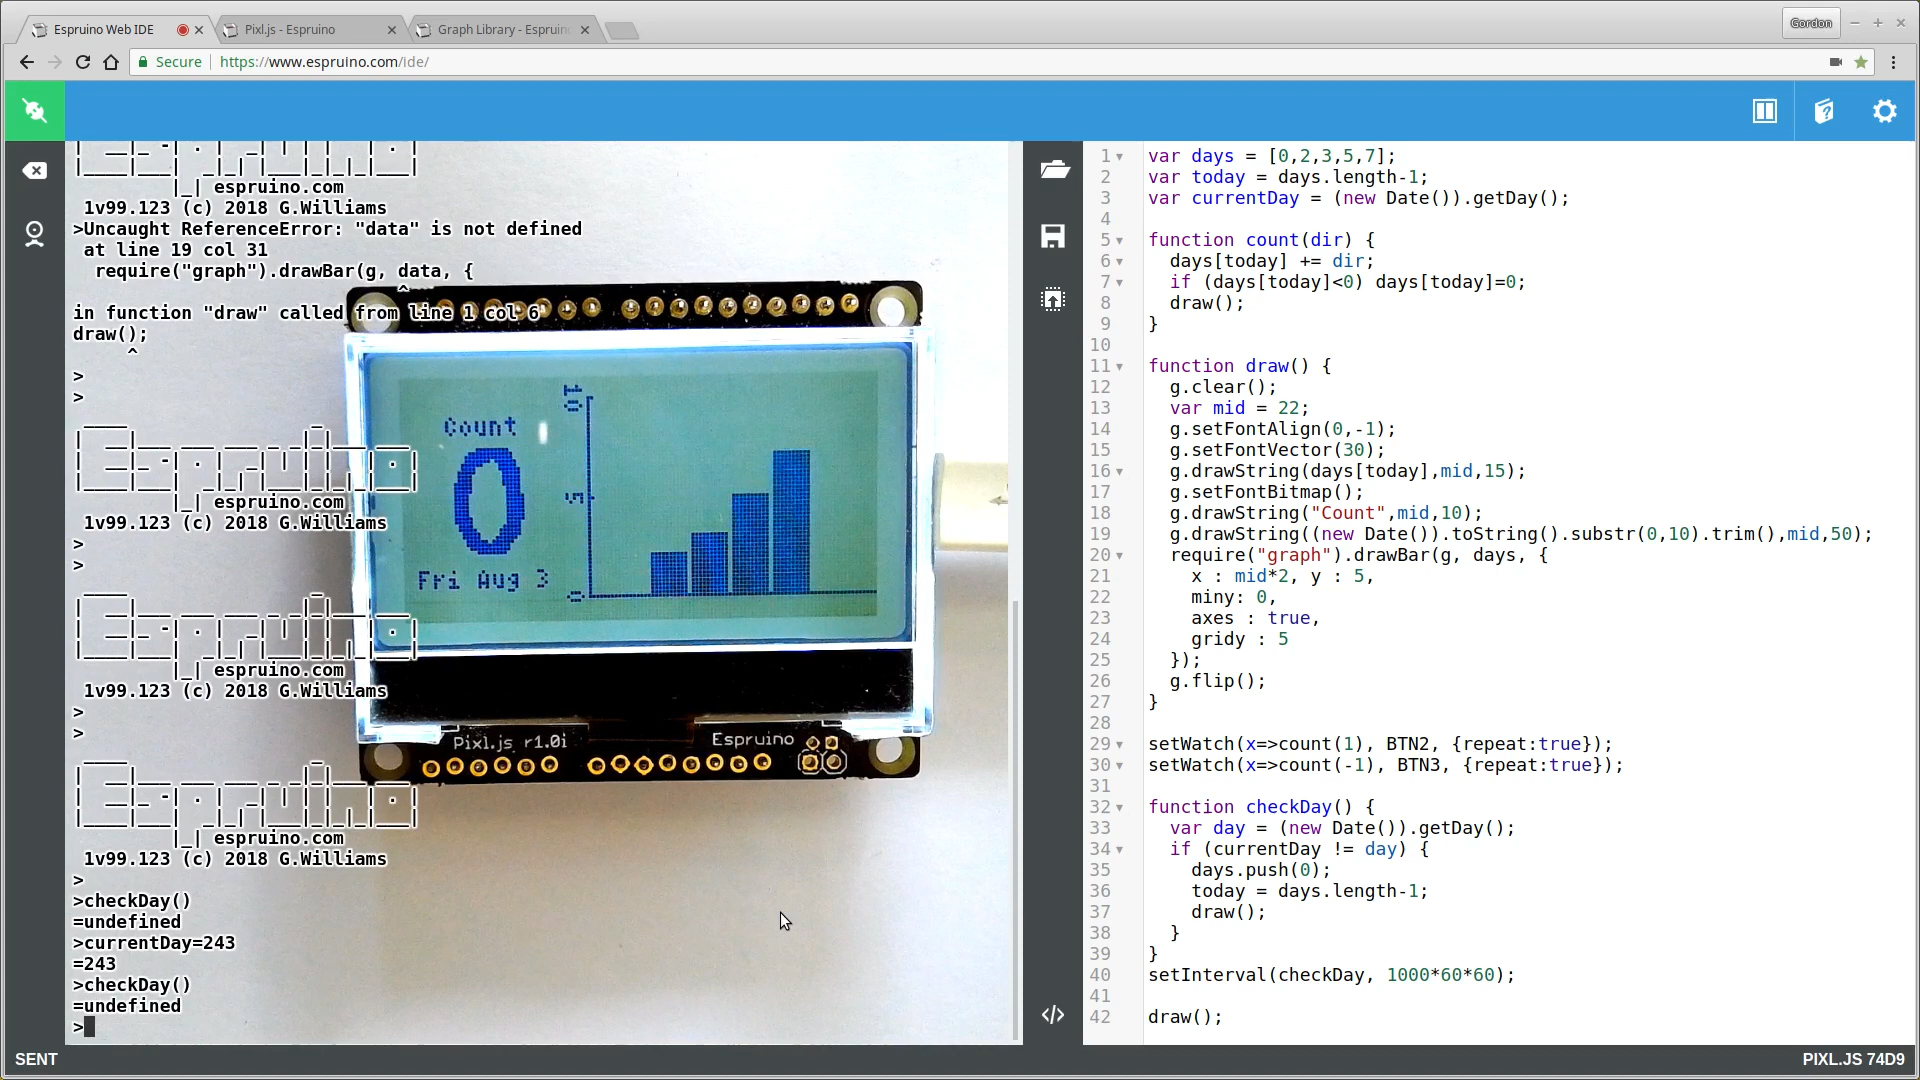 Espruino Web IDE
Pixl.js - Espruino
Graph Library - Espruin
Gordon
Secure
https://www.espruino.com/ide/
espruino.com
1v99.123 (c) 2018 G.Williams
>Uncaught ReferenceError: "data" is not defined
at line 19 col 31
require("graph").drawBar(g, data, {
^
in function "draw" called from line 1 col 6
draw();
^
>
>
espruino.com
1v99.123 (c) 2018 G.Williams
>
>
espruino.com
1v99.123 (c) 2018 G.Williams
>
>
espruino.com
1v99.123 (c) 2018 G.Williams
>
>checkDay()
=undefined
>currentDay=243
=243
>checkDay()
=undefined
>
Count
0
Fri Aug 3
10
5
0
Pixl.js r1.0i
Espruino
1 var days = [0,2,3,5,7];
2 var today = days.length-1;
3 var currentDay = (new Date()).getDay();
4
5 function count(dir) {
6 days[today] += dir;
7 if (days[today]<0) days[today]=0;
8 draw();
9 }
10
11 function draw() {
12 g.clear();
13 var mid = 22;
14 g.setFontAlign(0,-1);
15 g.setFontVector(30);
16 g.drawString(days[today],mid,15);
17 g.setFontBitmap();
18 g.drawString("Count",mid,10);
19 g.drawString((new Date()).toString().substr(0,10).trim(),mid,50);
20 require("graph").drawBar(g, days, {
21 x : mid*2, y : 5,
22 miny: 0,
23 axes : true,
24 gridy : 5
25 });
26 g.flip();
27 }
28
29 setWatch(x=>count(1), BTN2, {repeat:true});
30 setWatch(x=>count(-1), BTN3, {repeat:true});
31
32 function checkDay() {
33 var day = (new Date()).getDay();
34 if (currentDay != day) {
35 days.push(0);
36 today = days.length-1;
37 draw();
38 }
39 }
40 setInterval(checkDay, 1000*60*60);
41
42 draw();
SENT
PIXL.JS 74D9